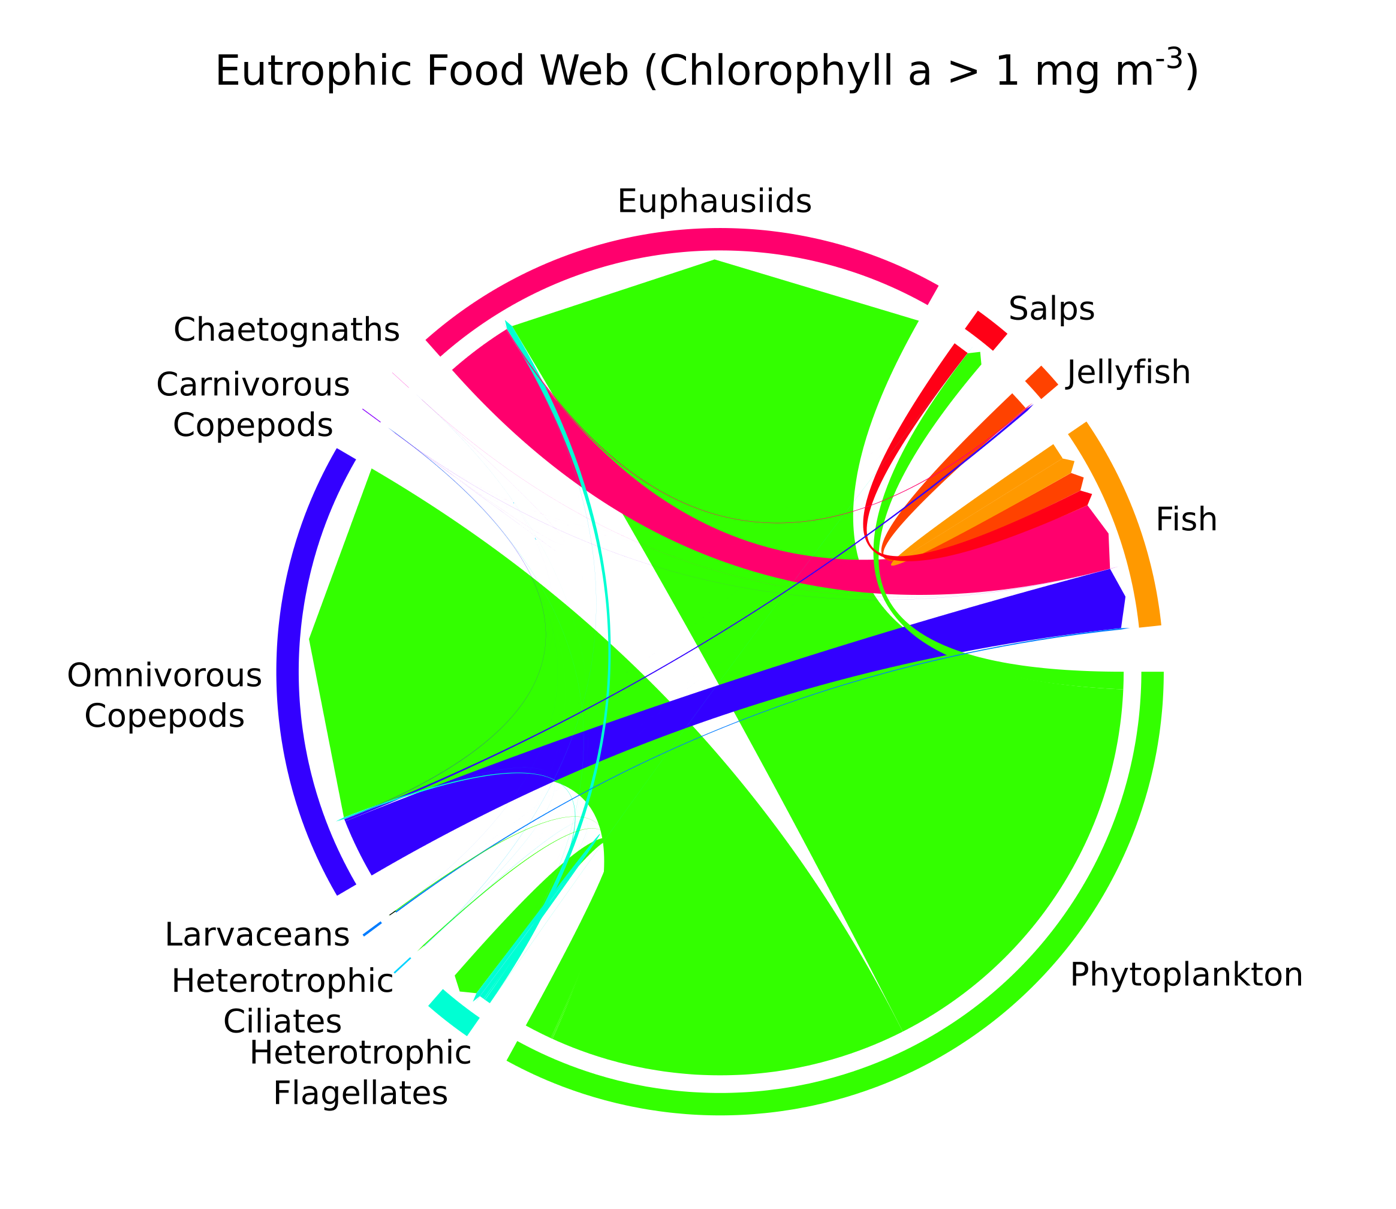 Eutrophic Food Web (Chlorophyll a > 1 mg m⁻³)
Euphausiids
Salps
Chaetognaths
Jellyfish
Carnivorous
Copepods
Fish
Omnivorous
Copepods
Larvaceans
Phytoplankton
Heterotrophic
Ciliates
Heterotrophic
Flagellates